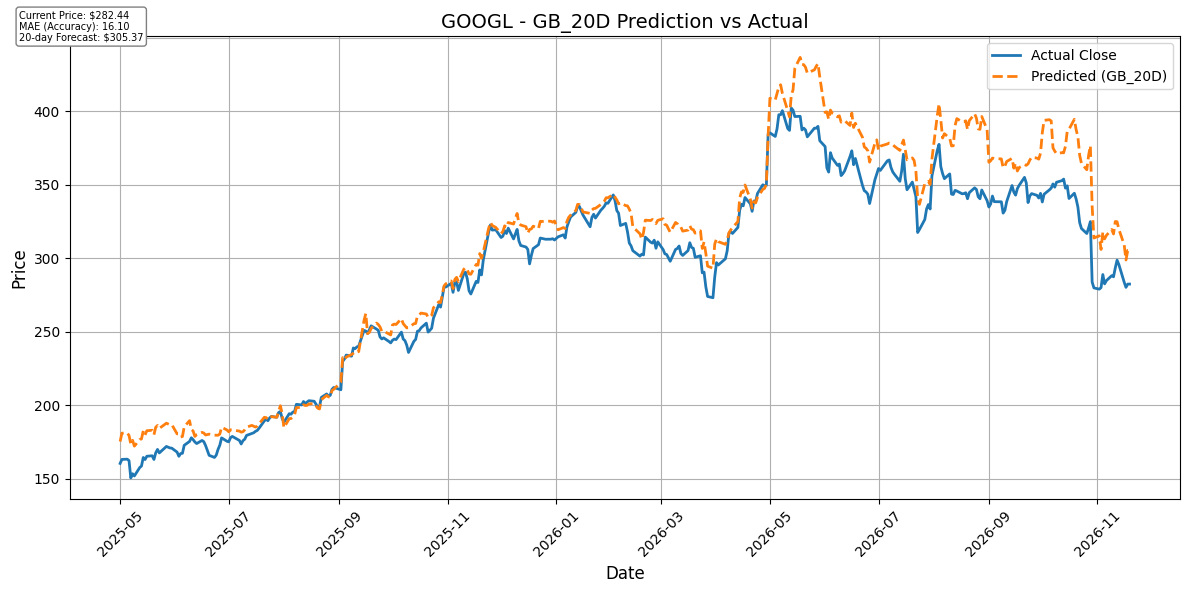 GOOGL - GB_20D Prediction vs Actual
Current Price: $282.44
MAE (Accuracy): 16.10
20-day Forecast: $305.37
Actual Close
Predicted (GB_20D)
Price
400
350
300
250
200
150
2025-05
2025-07
2025-09
2025-11
2026-01
2026-03
2026-05
2026-07
2026-09
2026-11
Date